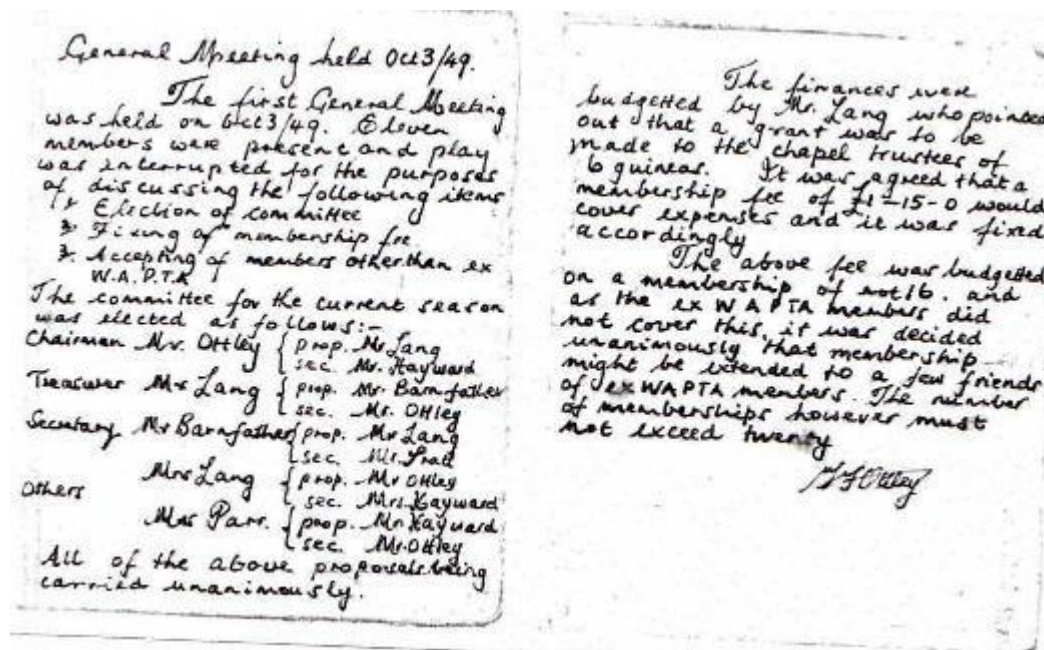 General Meeting held Oct 3/49.
The first General Meeting
was held on Oct 3/49. Eleven
members were present and play
was interrupted for the purposes
of discussing the following items
1. Election of committee
2. Fixing of membership fee.
3. Accepting of members other than ex
W.A.P.T.A
The committee for the current season
was elected as follows:-
Chairman Mr. Ottley { prop. Mr Lang
sec. Mr. Hayward
Treasurer Mr Lang { prop. Mr. Barnfather
sec. Mr. Ottley
Secretary Mr Barnfather { prop. Mr Lang
sec. Mr.
Mrs Lang { prop. Mr Ottley
Others
sec. Mrs. Hayward
Mrs Parr. { prop. Mr Hayward
sec. Mr. Ottley
All of the above proposals being
carried unanimously.
The finances were
budgetted by Mr. Lang who pointed
out that a grant was to be
made to the chapel trustees of
6 guineas. It was agreed that a
membership fee of £1-15-0 would
cover expenses and it was fixed
accordingly
The above fee was budgetted
on a membership of 16. and
as the ex WAPTA members did
not cover this, it was decided
unanimously that membership
might be extended to a few friends
of ex WAPTA members. The number
of memberships however must
not exceed twenty
Ottley